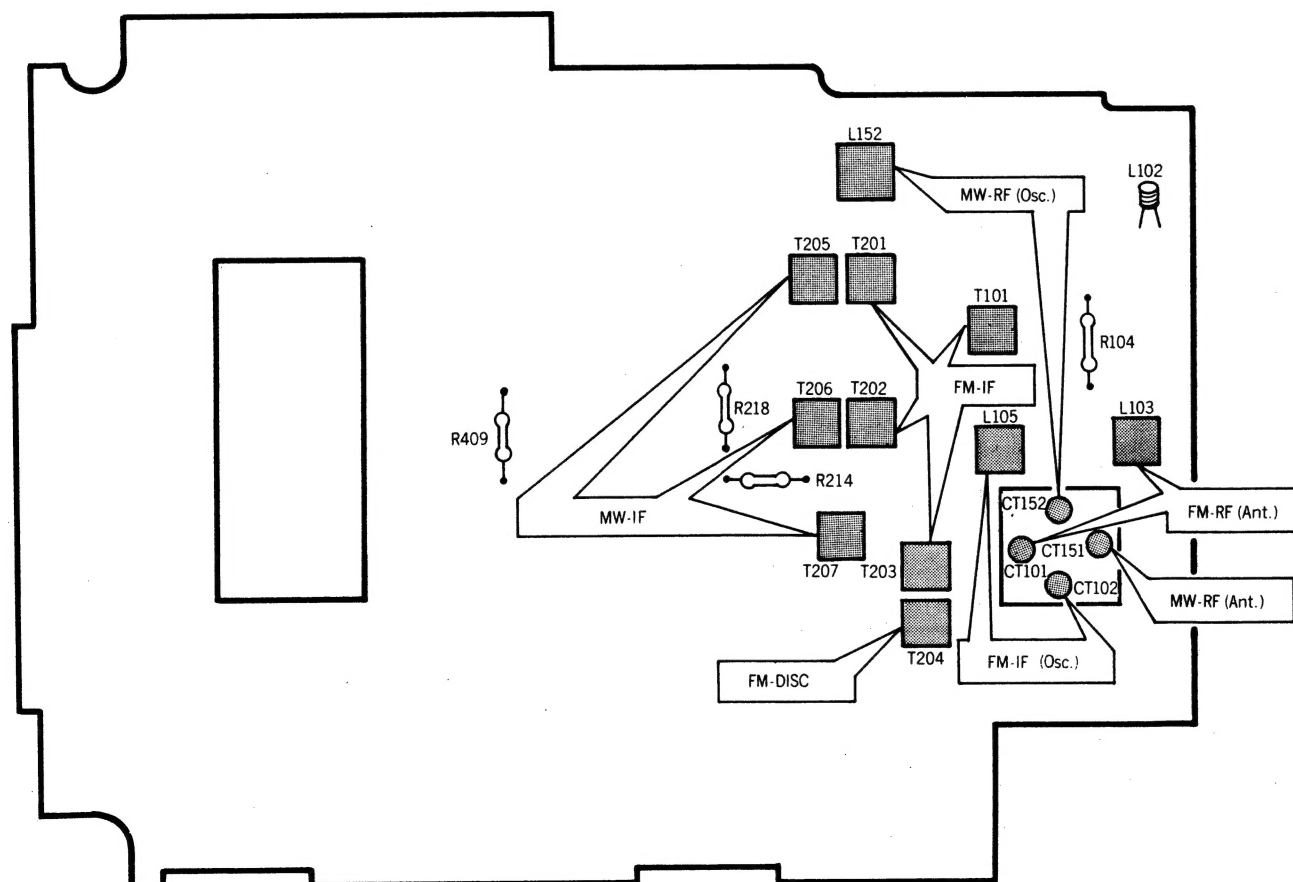 L152
L102
MW-RF (Osc.)
T205
T201
T101
R104
FM-IF
T206
T202
R218
L105
L103
R409
R214
CT152
FM-RF (Ant.)
MW-IF
CT151
T207
T203
CT101
CT102
MW-RF (Ant.)
T204
FM-IF (Osc.)
FM-DISC